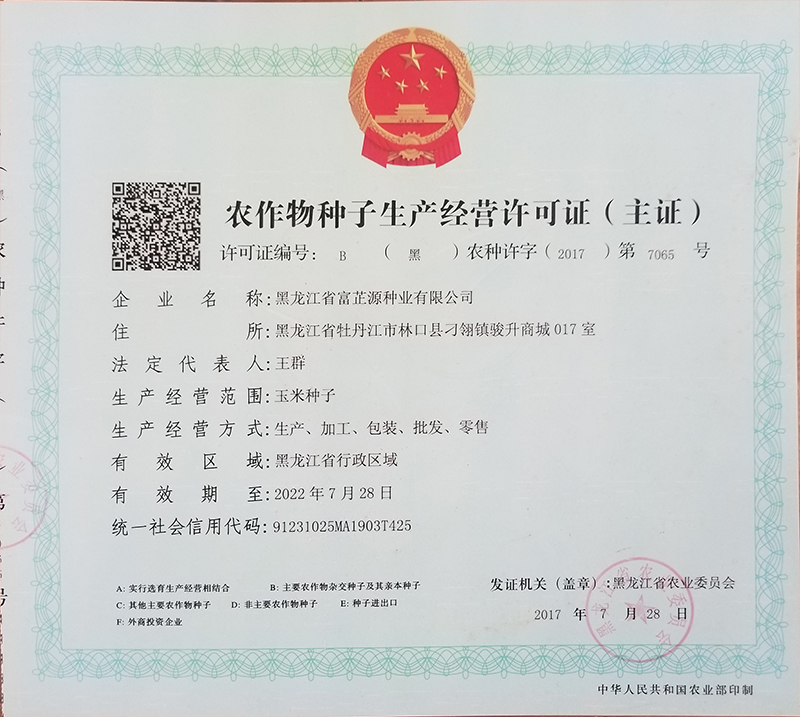 农作物种子生产经营许可证（主证）
许可证编号： B （ 黑 ）农种许字（ 2017 ）第 7065 号
企业名称：黑龙江省富芷源种业有限公司
住所：黑龙江省牡丹江市林口县刁翎镇骏升商城017室
法定代表人：王群
生产经营范围：玉米种子
生产经营方式：生产、加工、包装、批发、零售
有效区域：黑龙江省行政区域
有效期至：2022年7月28日
统一社会信用代码：91231025MA1903T425
A: 实行选育生产经营相结合 B: 主要农作物杂交种子及其亲本种子
C: 其他主要农作物种子 D: 非主要农作物种子 E: 种子进出口
F: 外商投资企业
发证机关（盖章）:黑龙江省农业委员会
2017 年 7 月 28 日
中华人民共和国农业部印制